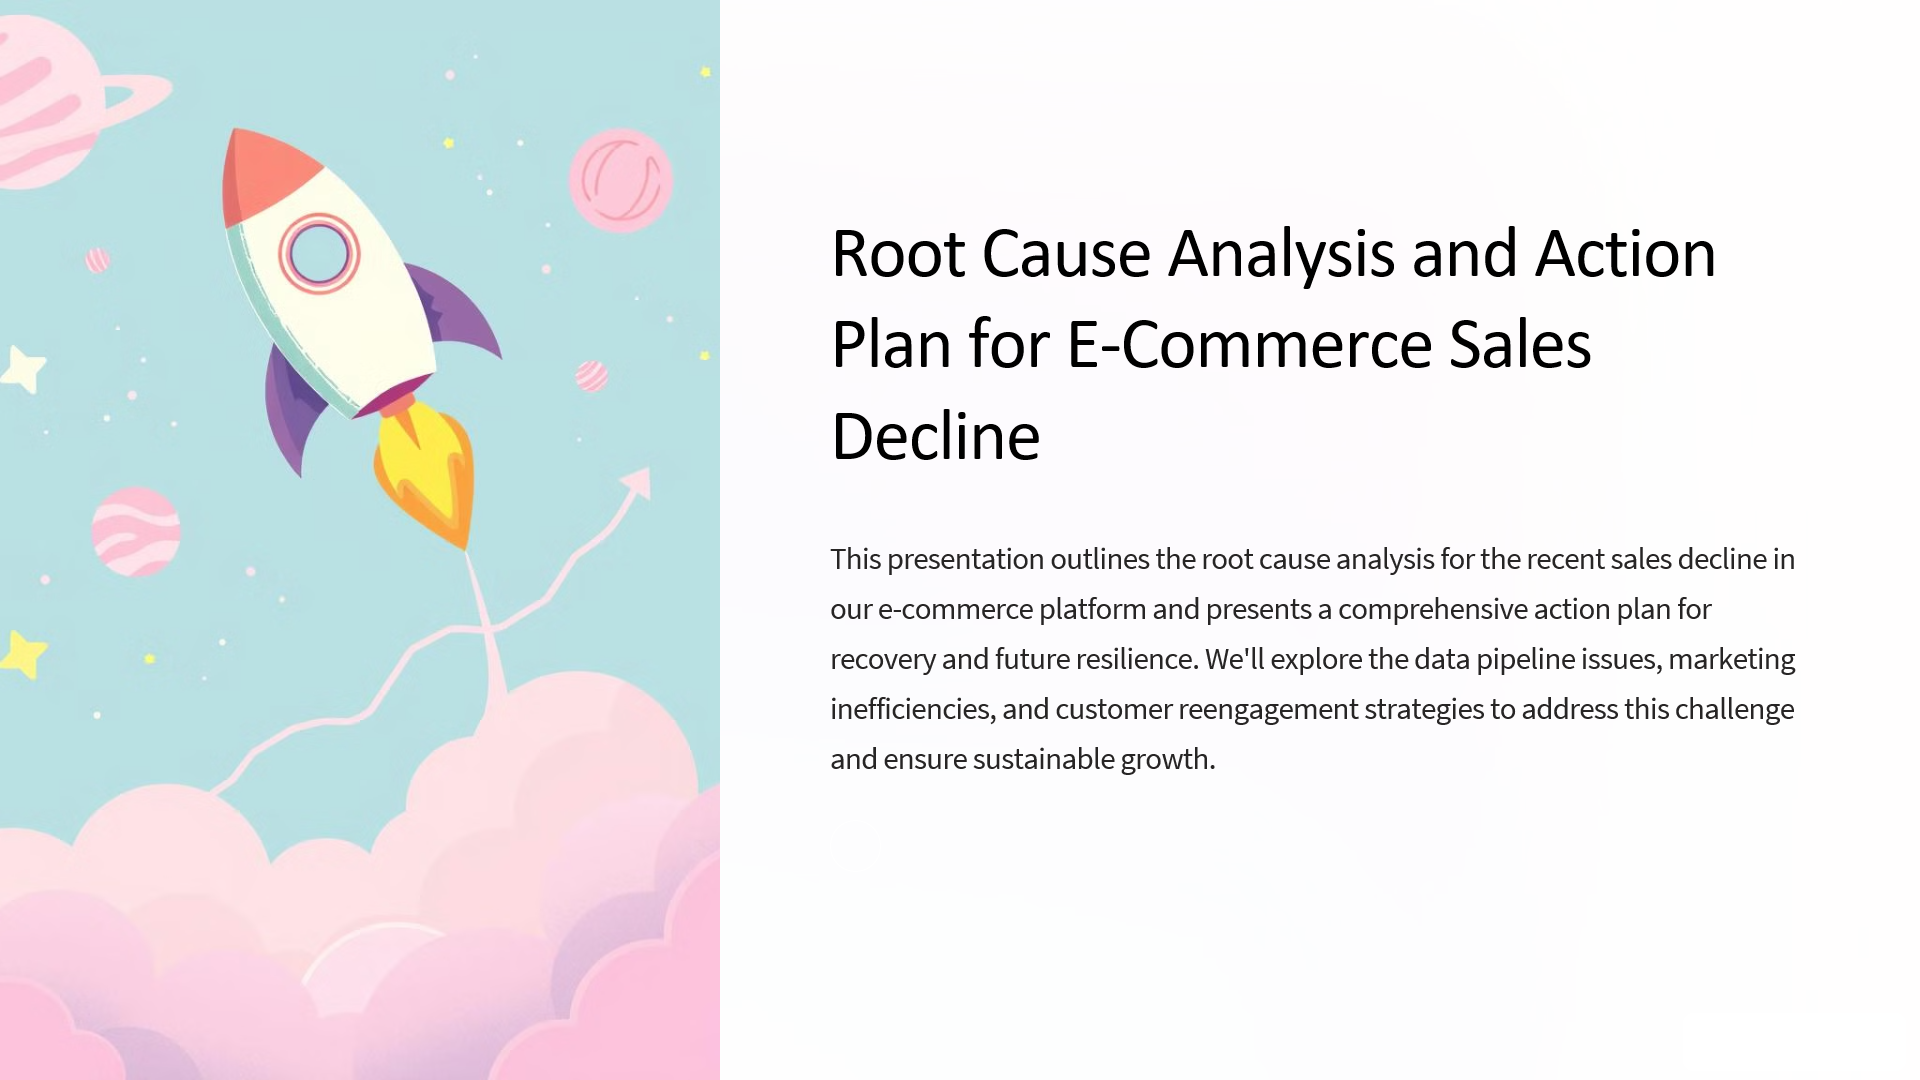 Root Cause Analysis and Action
Plan for E-Commerce Sales
Decline
This presentation outlines the root cause analysis for the recent sales decline in
our e-commerce platform and presents a comprehensive action plan for
recovery and future resilience. We'll explore the data pipeline issues, marketing
inefficiencies, and customer reengagement strategies to address this challenge
and ensure sustainable growth.